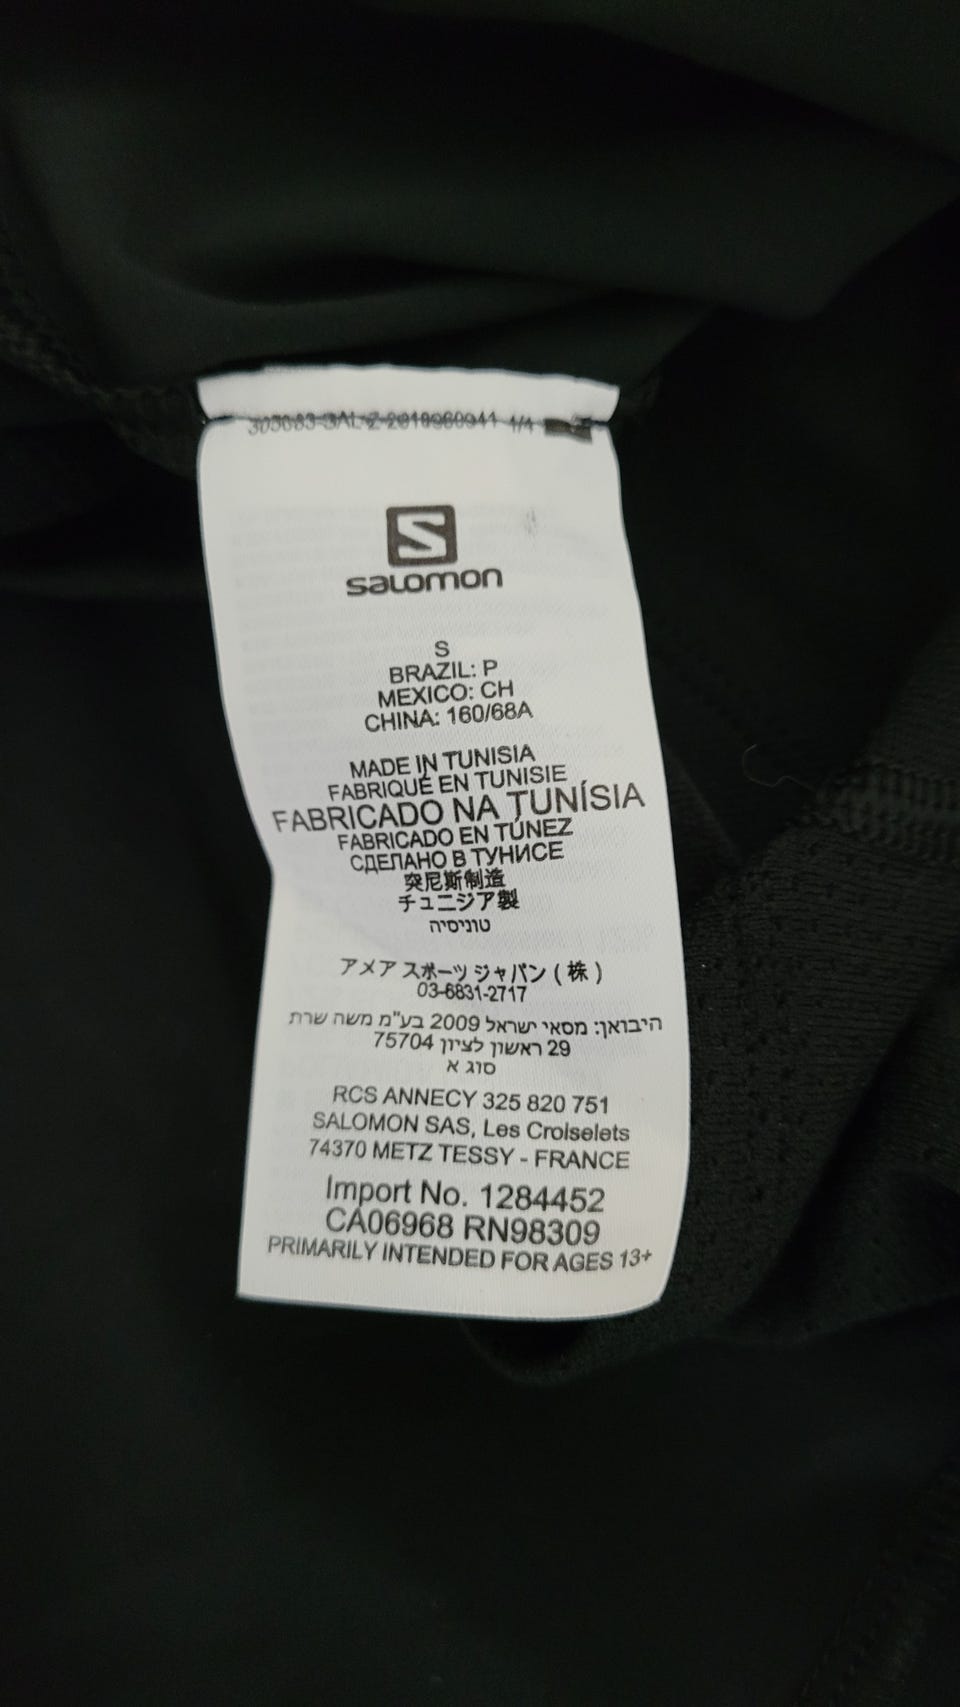 1/4
S
salomon
S
BRAZIL: P
MEXICO: CH
CHINA: 160/68A
MADE IN TUNISIA
FABRIQUÉ EN TUNISIE
FABRICADO NA TUNÍSIA
FABRICADO EN TÚNEZ
СДЕЛАНО В ТУНИСЕ
突尼斯制造
チュニジア製
טוניסיה
アメア スポーツ ジャパン ( 株 )
03-6831-2717
היבואן: מסאי ישראל 2009 בע"מ משה שרת
29 ראשון לציון 75704
סוג א
RCS ANNECY 325 820 751
SALOMON SAS, Les Croiselets
74370 METZ TESSY - FRANCE
Import No. 1284452
CA06968 RN98309
PRIMARILY INTENDED FOR AGES 13+